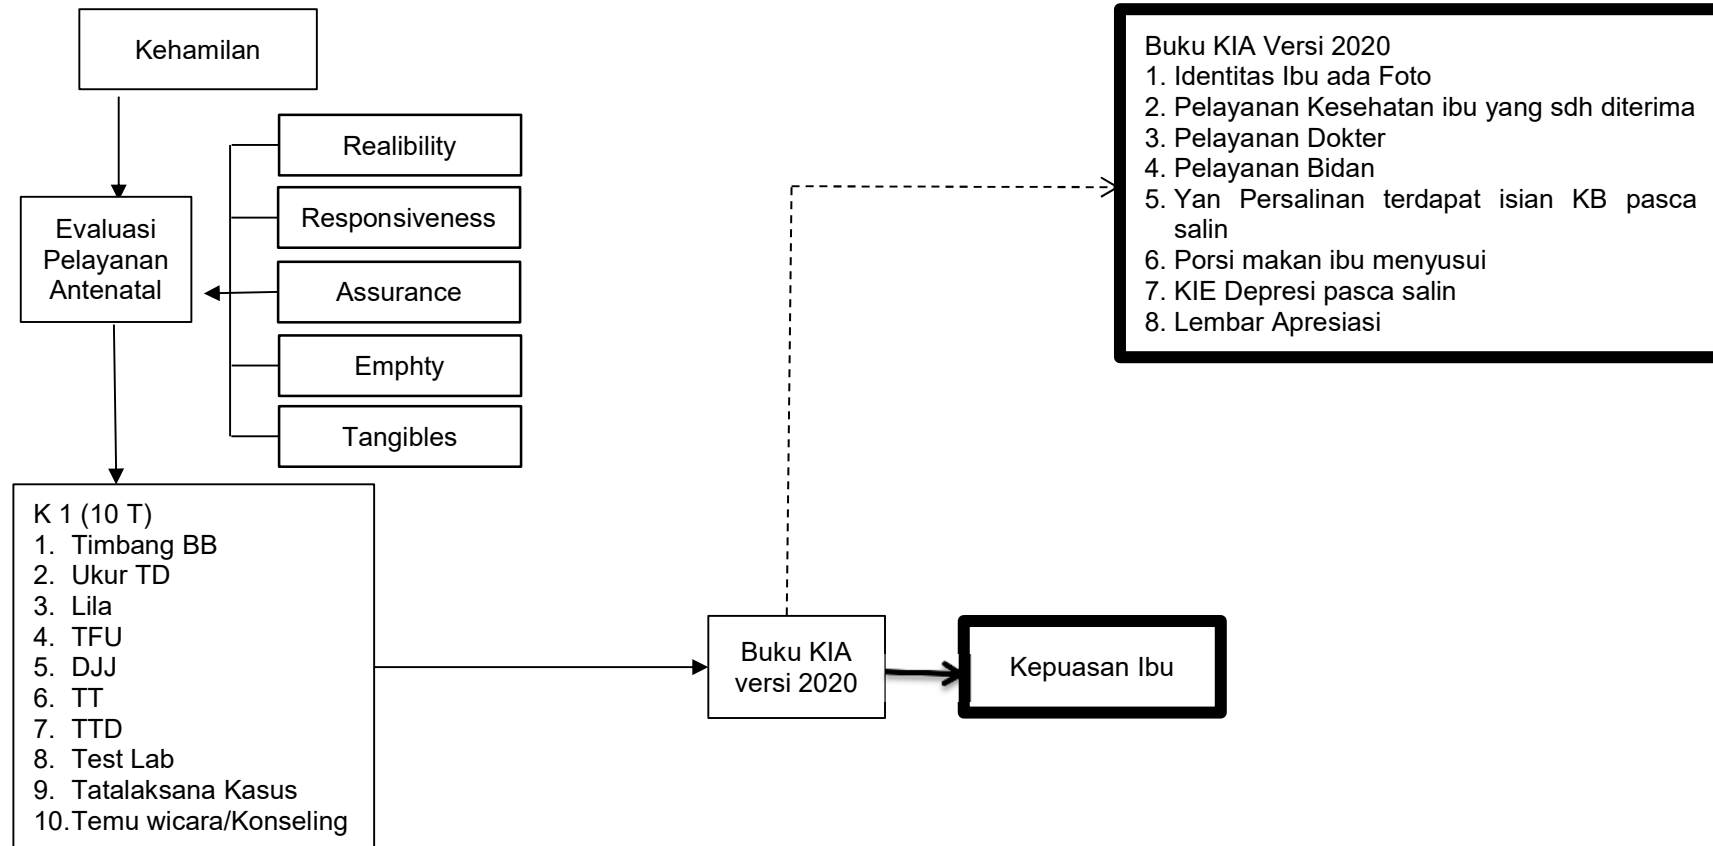 Kehamilan
Evaluasi
Pelayanan
Antenatal
Realibility
Responsiveness
Assurance
Emphty
Tangibles
K 1 (10 T)
1. Timbang BB
2. Ukur TD
3. Lila
4. TFU
5. DJJ
6. TT
7. TTD
8. Test Lab
9. Tatalaksana Kasus
10.Temu wicara/Konseling
Buku KIA
versi 2020
Kepuasan Ibu
Buku KIA Versi 2020
1. Identitas Ibu ada Foto
2. Pelayanan Kesehatan ibu yang sdh diterima
3. Pelayanan Dokter
4. Pelayanan Bidan
5. Yan Persalinan terdapat isian KB pasca
salin
6. Porsi makan ibu menyusui
7. KIE Depresi pasca salin
8. Lembar Apresiasi